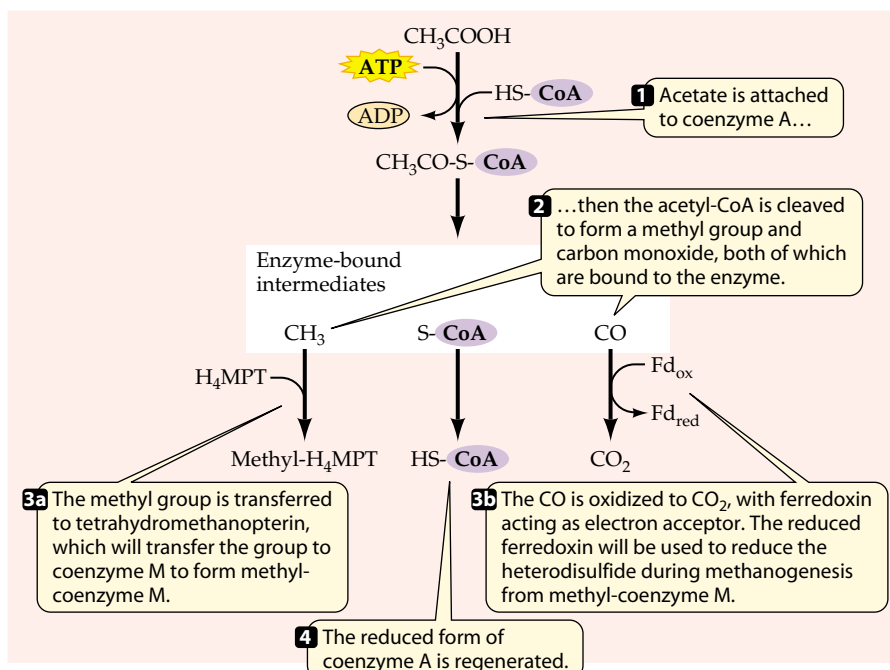 CH₃COOH
ATP
HS-CoA
ADP
1 Acetate is attached
to coenzyme A…
CH₃CO-S-CoA
2 …then the acetyl-CoA is cleaved
to form a methyl group and
carbon monoxide, both of which
are bound to the enzyme.
Enzyme-bound
intermediates
CH₃
S-CoA
CO
H₄MPT
Fdₒₓ
Fd_red
Methyl-H₄MPT
HS-CoA
CO₂
3a The methyl group is transferred
to tetrahydromethanopterin,
which will transfer the group to
coenzyme M to form methyl-
coenzyme M.
3b The CO is oxidized to CO₂, with ferredoxin
acting as electron acceptor. The reduced
ferredoxin will be used to reduce the
heterodisulfide during methanogenesis
from methyl-coenzyme M.
4 The reduced form of
coenzyme A is regenerated.